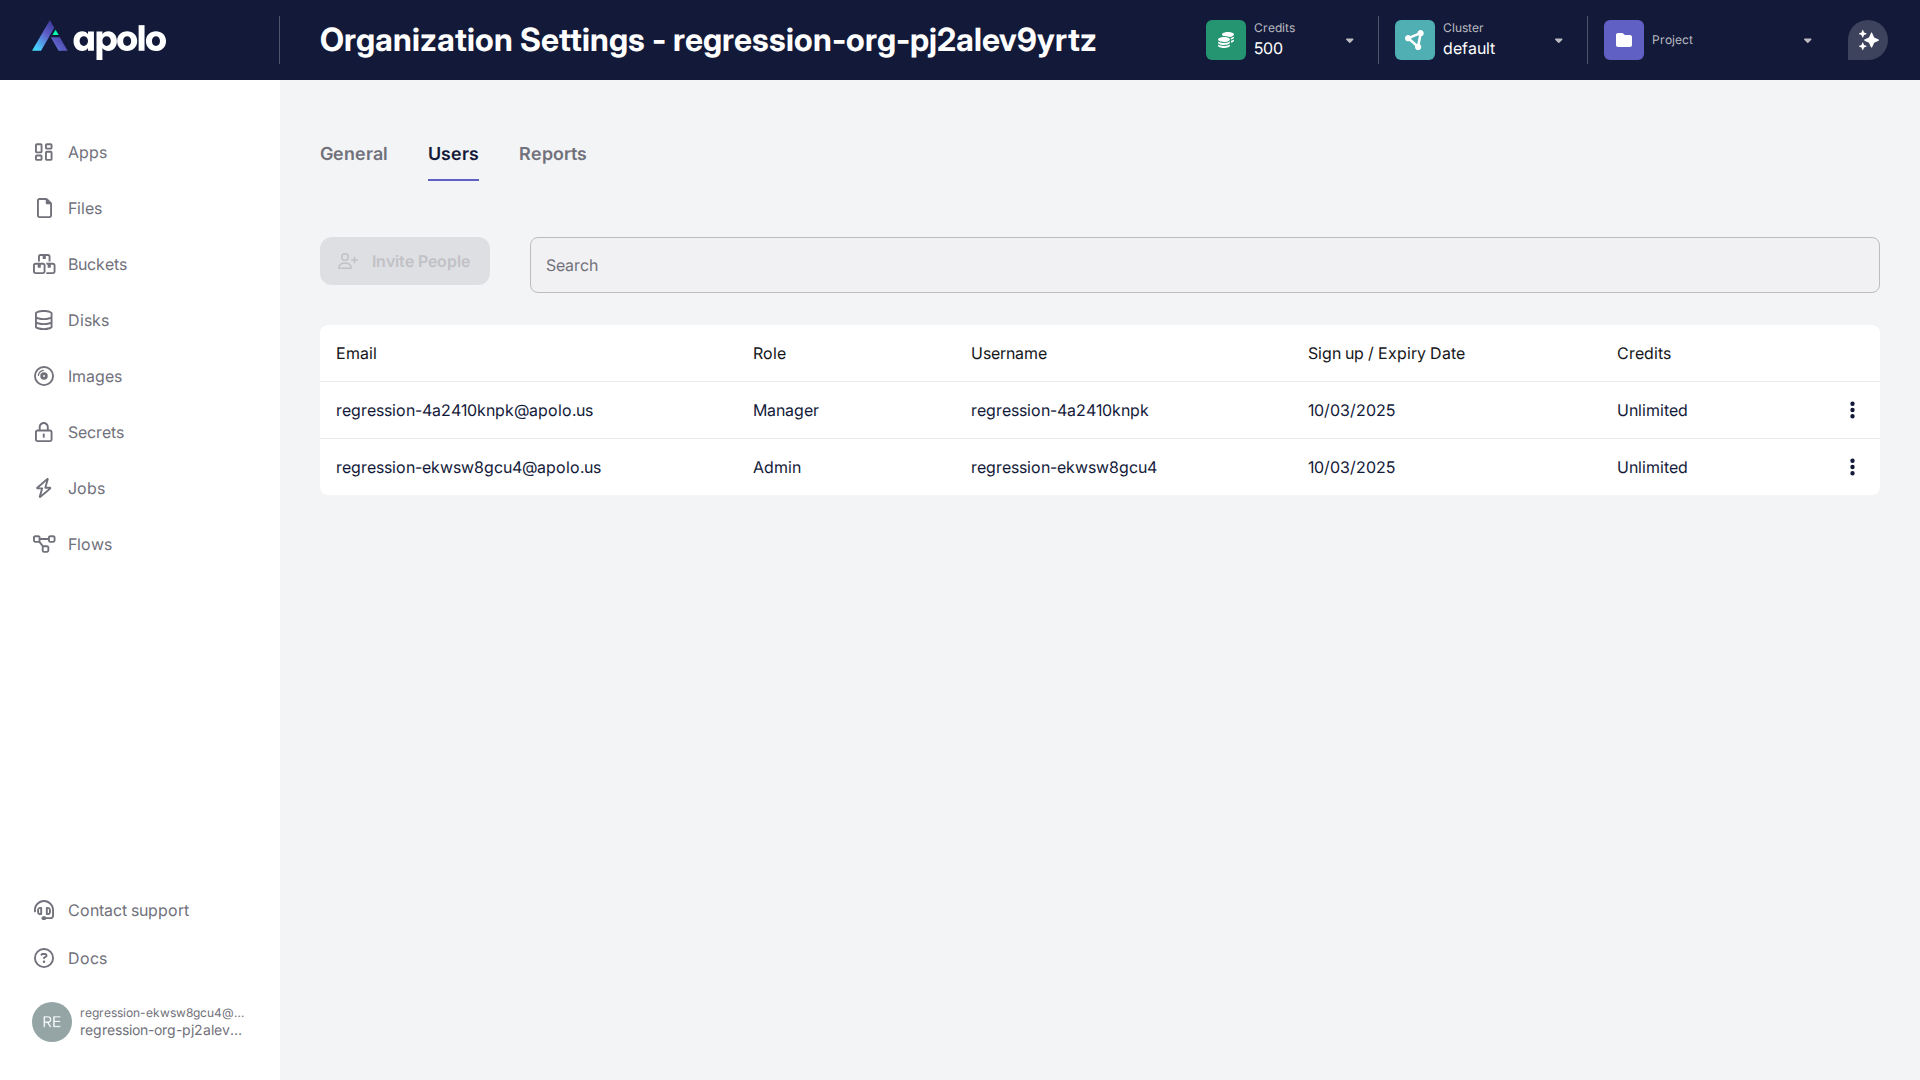 apolo
Organization Settings - regression-org-pj2alev9yrtz
Credits
500
Cluster
default
Project
Apps
Files
Buckets
Disks
Images
Secrets
Jobs
Flows
Contact support
Docs
RE
regression-ekwsw8gcu4@...
regression-org-pj2alev...
General Users Reports
Invite People
Search
Email Role Username Sign up / Expiry Date Credits
regression-4a2410knpk@apolo.us Manager regression-4a2410knpk 10/03/2025 Unlimited
regression-ekwsw8gcu4@apolo.us Admin regression-ekwsw8gcu4 10/03/2025 Unlimited